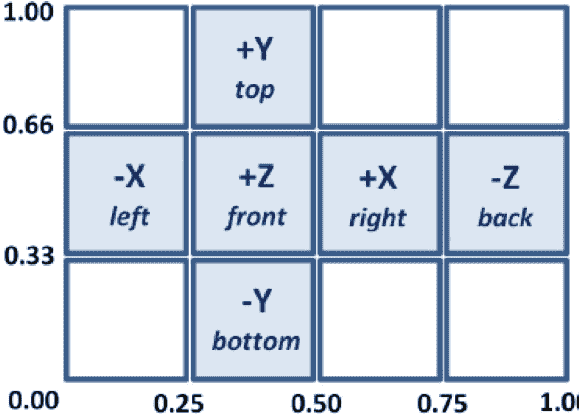 1.00
+Y
top
0.66
-X +Z +X -Z
left front right back
0.33
-Y
bottom
0.00 0.25 0.50 0.75 1.0